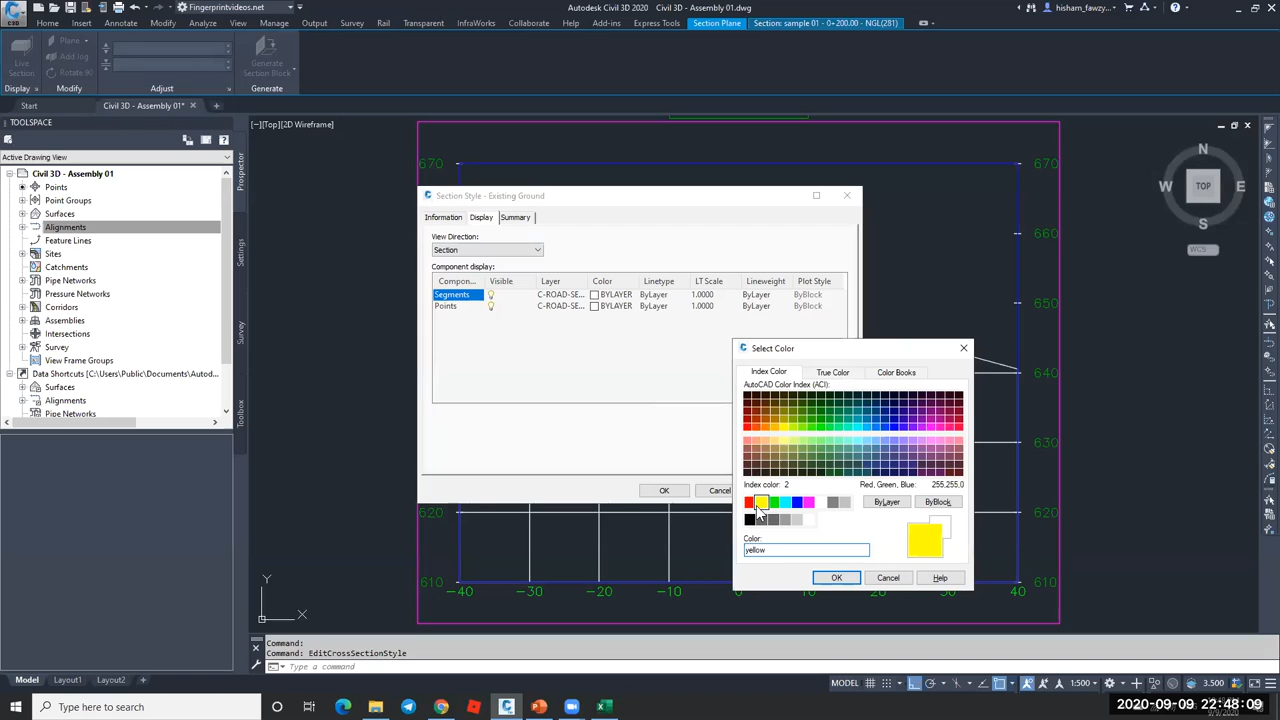 Fingerprintvideos.net
Autodesk Civil 3D 2020 Civil 3D - Assembly 01.dwg
hisham_fawzy...
C3D
Home Insert Annotate Modify Analyze View Manage Output Survey Rail Transparent InfraWorks Collaborate Help Add-ins Express Tools Section Plane Section: sample 01 - 0+200.00 - NGL(281)
Live Section
Plane
Add Jog
Rotate 90
Generate Section Block
Display Modify Adjust Generate
Start Civil 3D - Assembly 01*
TOOLSPACE
[−][Top][2D Wireframe]
Active Drawing View
Civil 3D - Assembly 01
Points
Point Groups
Surfaces
Alignments
Feature Lines
Sites
Catchments
Pipe Networks
Pressure Networks
Corridors
Assemblies
Intersections
Survey
View Frame Groups
Data Shortcuts [C:\Users\Public\Documents\Autod...
Surfaces
Alignments
Pipe Networks
Prospector
Settings
Survey
Toolbox
670 670
660
650
640
630
620 620
610 610
-40 -30 -20 -10 0 20 40
N
W TOP E
S
WCS
Section Style - Existing Ground
Information Display Summary
View Direction:
Section
Component display:
Compon... Visible Layer Color Linetype LT Scale Lineweight Plot Style
Segments C-ROAD-SE... BYLAYER ByLayer 1.0000 ByLayer ByBlock
Points C-ROAD-SE... BYLAYER ByLayer 1.0000 ByLayer ByBlock
OK Cancel
Select Color
Index Color True Color Color Books
AutoCAD Color Index (ACI):
Index color: 2 Red, Green, Blue: 255,255,0
ByLayer ByBlock
Color:
yellow
OK Cancel Help
Y
X
Command:
Command: EditCrossSectionStyle
Type a command
Model Layout1 Layout2
MODEL 1:500 3.500
Type here to search
2020-09-09 22:48:09